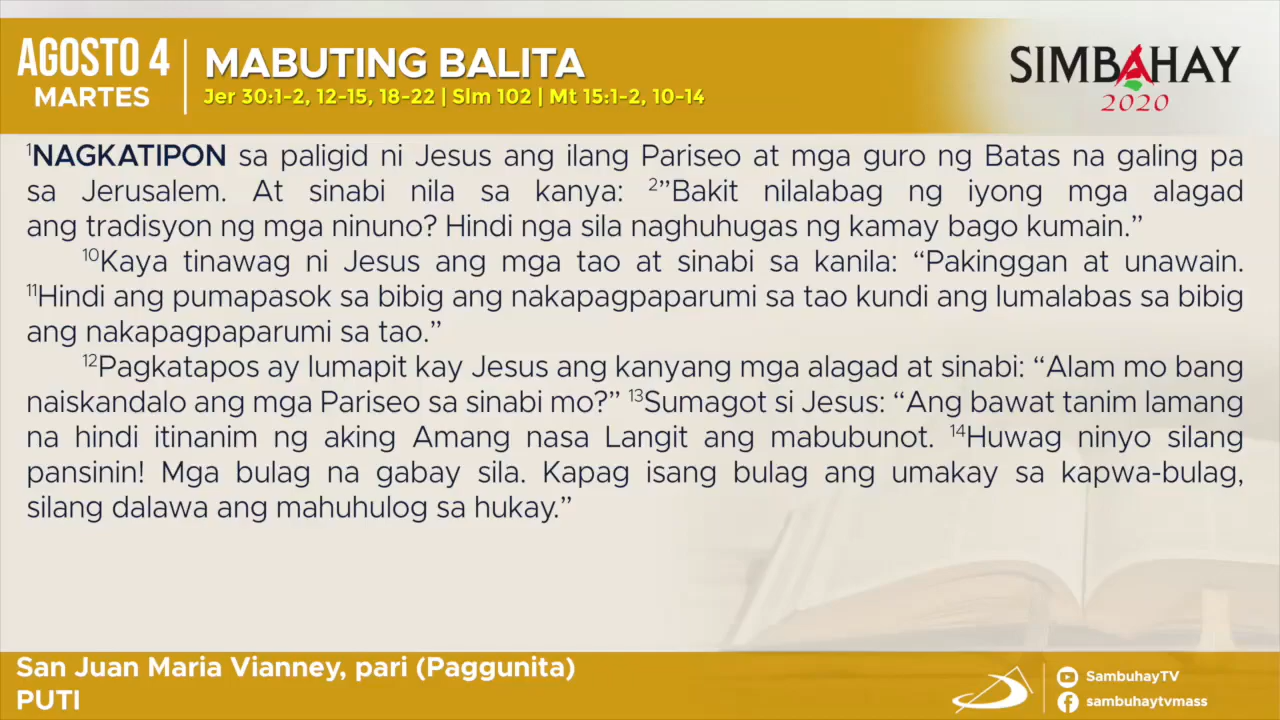 AGOSTO 4
MARTES
MABUTING BALITA
Jer 30:1-2, 12-15, 18-22 | Slm 102 | Mt 15:1-2, 10-14
SIMBAHAY
2020
¹NAGKATIPON sa paligid ni Jesus ang ilang Pariseo at mga guro ng Batas na galing pa
sa Jerusalem. At sinabi nila sa kanya: ²”Bakit nilalabag ng iyong mga alagad
ang tradisyon ng mga ninuno? Hindi nga sila naghuhugas ng kamay bago kumain.”
¹⁰Kaya tinawag ni Jesus ang mga tao at sinabi sa kanila: “Pakinggan at unawain.
¹¹Hindi ang pumapasok sa bibig ang nakapagpaparumi sa tao kundi ang lumalabas sa bibig
ang nakapagpaparumi sa tao.”
¹²Pagkatapos ay lumapit kay Jesus ang kanyang mga alagad at sinabi: “Alam mo bang
naiskandalo ang mga Pariseo sa sinabi mo?” ¹³Sumagot si Jesus: “Ang bawat tanim lamang
na hindi itinanim ng aking Amang nasa Langit ang mabubunot. ¹⁴Huwag ninyo silang
pansinin! Mga bulag na gabay sila. Kapag isang bulag ang umakay sa kapwa-bulag,
silang dalawa ang mahuhulog sa hukay.”
San Juan Maria Vianney, pari (Paggunita)
PUTI
SambuhayTV
sambuhaytvmass